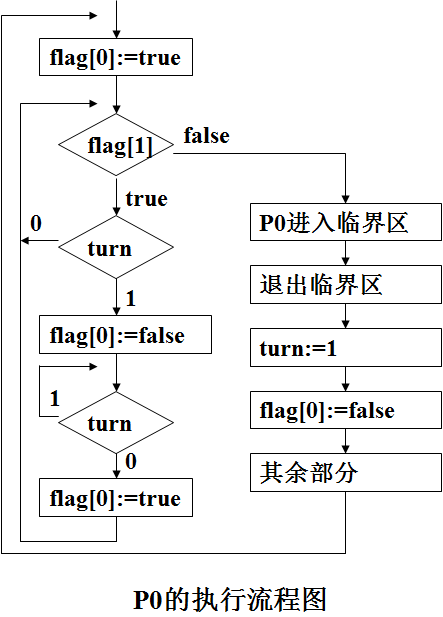 flag[0]:=true
flag[1]
false
true
0
turn
1
flag[0]:=false
1
turn
0
flag[0]:=true
P0进入临界区
退出临界区
turn:=1
flag[0]:=false
其余部分
P0的执行流程图